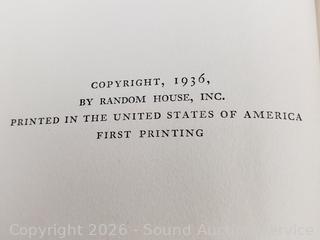 COPYRIGHT, 1936,
BY RANDOM HOUSE, INC.
PRINTED IN THE UNITED STATES OF AMERICA
FIRST PRINTING
Copyright 2026 - Sound Auction Service